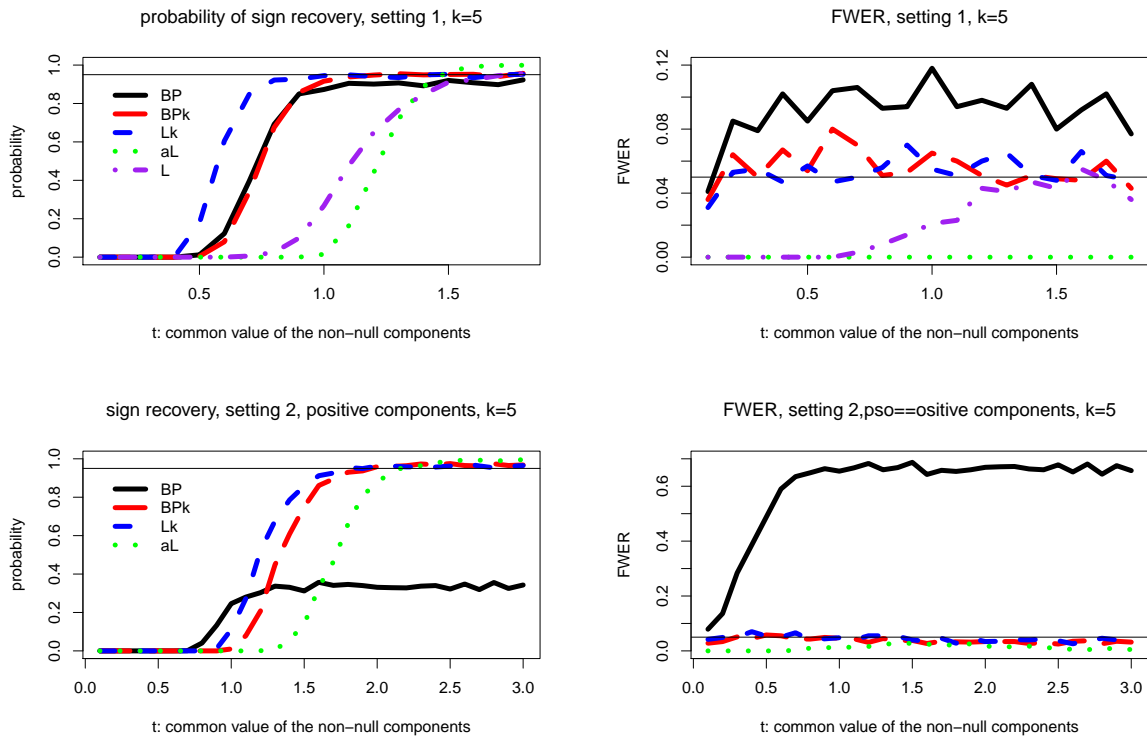 probability of sign recovery, setting 1, k=5
probability
0.0 0.2 0.4 0.6 0.8 1.0
BP
BPk
Lk
aL
L
0.5 1.0 1.5
t: common value of the non−null components
FWER, setting 1, k=5
FWER
0.00 0.04 0.08 0.12
0.5 1.0 1.5
t: common value of the non−null components
sign recovery, setting 2, positive components, k=5
probability
0.0 0.2 0.4 0.6 0.8 1.0
BP
BPk
Lk
aL
0.0 0.5 1.0 1.5 2.0 2.5 3.0
t: common value of the non−null components
FWER, setting 2,pso==ositive components, k=5
FWER
0.0 0.2 0.4 0.6
0.0 0.5 1.0 1.5 2.0 2.5 3.0
t: common value of the non−null components